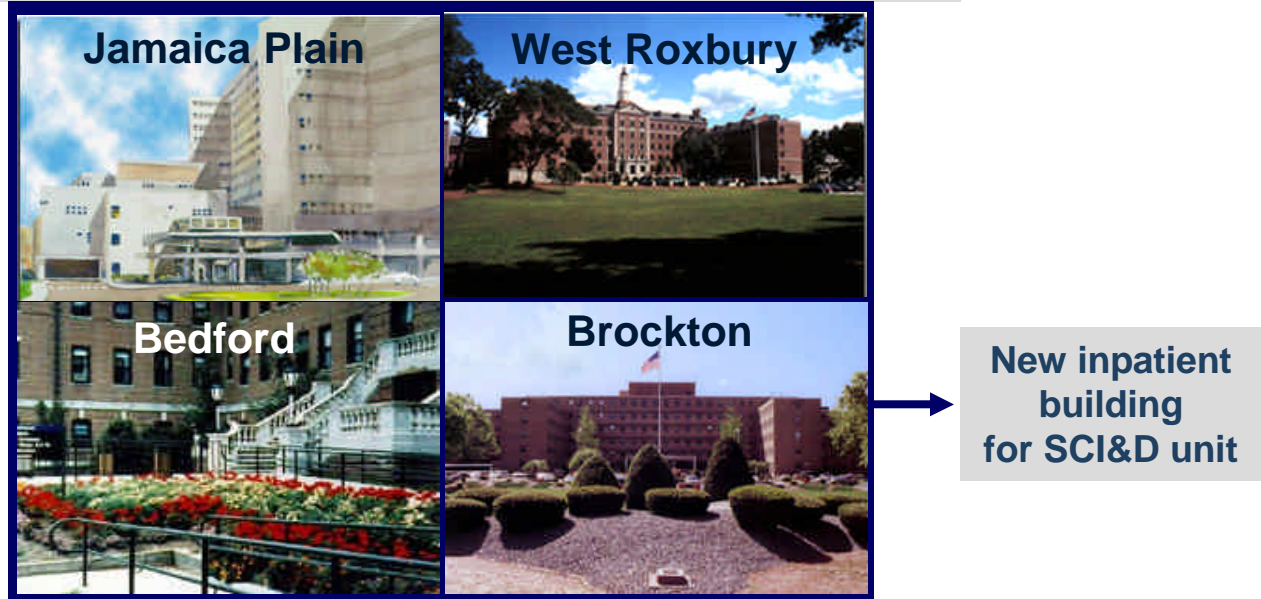 Jamaica Plain
West Roxbury
Bedford
Brockton
New inpatient
building
for SCI&D unit